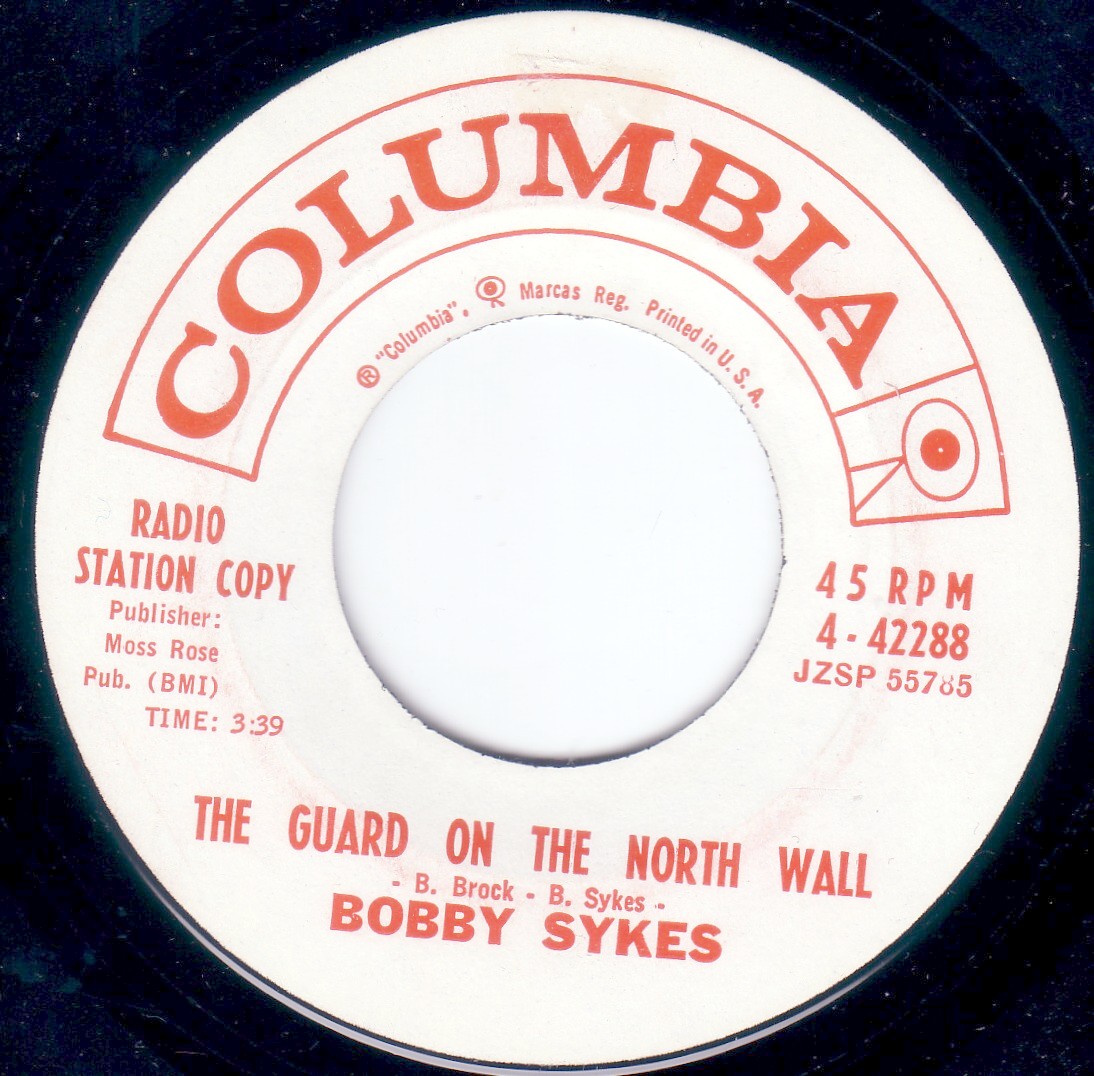 COLUMBIA
® "Columbia", Marcas Reg. Printed in U. S. A.
RADIO
STATION COPY
Publisher:
Moss Rose
Pub. (BMI)
TIME: 3:39
45 RPM
4-42288
JZSP 55785
THE GUARD ON THE NORTH WALL
- B. Brock - B. Sykes -
BOBBY SYKES